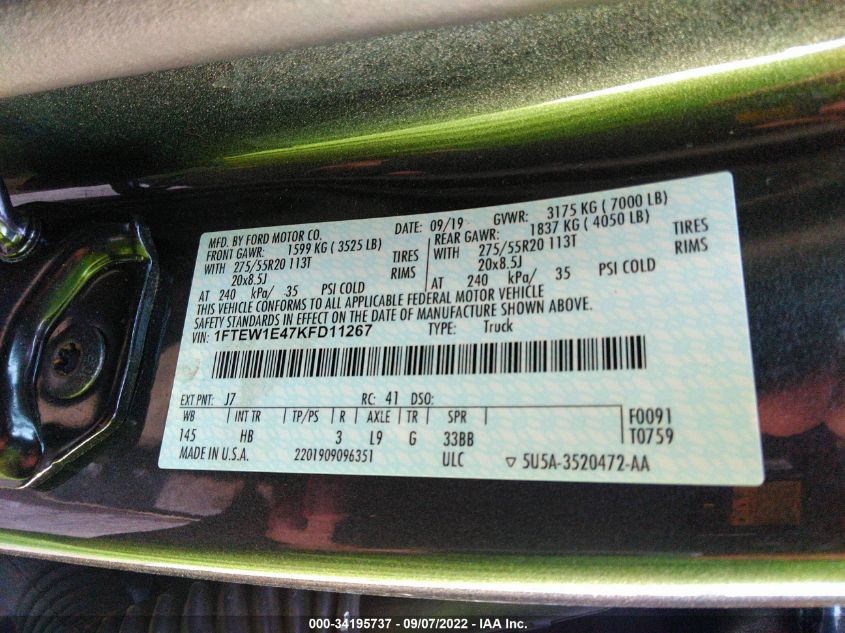 MFD. BY FORD MOTOR CO. DATE: 09/19 GVWR: 3175 KG ( 7000 LB)
FRONT GAWR: 1599 KG ( 3525 LB) REAR GAWR: 1837 KG ( 4050 LB)
WITH 275/55R20 113T TIRES WITH 275/55R20 113T TIRES
20x8.5J RIMS 20x8.5J RIMS
AT 240 kPa/ 35 PSI COLD AT 240 kPa/ 35 PSI COLD
THIS VEHICLE CONFORMS TO ALL APPLICABLE FEDERAL MOTOR VEHICLE
SAFETY STANDARDS IN EFFECT ON THE DATE OF MANUFACTURE SHOWN ABOVE.
VIN: 1FTEW1E47KFD11267 TYPE: Truck
EXT PNT: J7 RC: 41 DSO:
WB INT TR TP/PS R AXLE TR SPR F0091
145 HB 3 L9 G 33BB T0759
MADE IN U.S.A. 2201909096351 ULC ▽ 5U5A-3520472-AA
000-34195737 - 09/07/2022 - IAA Inc.